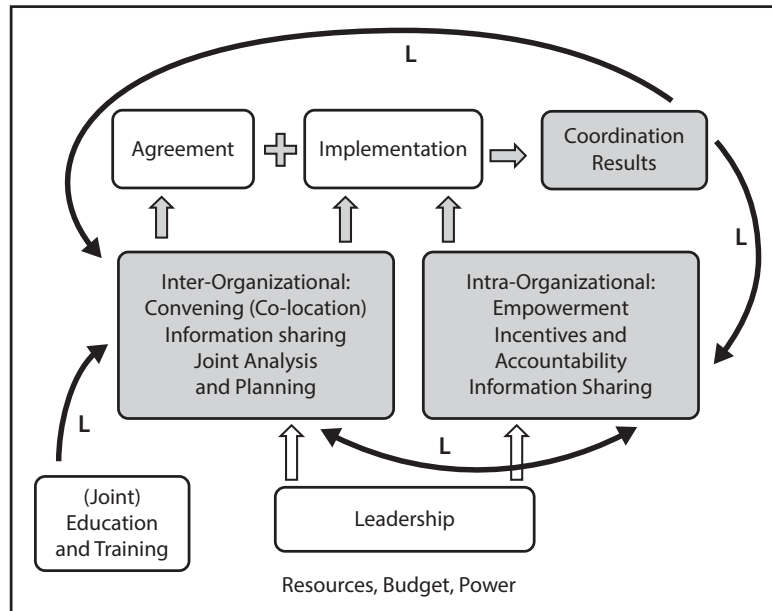 L
Agreement
Implementation
Coordination
Results
L
Inter-Organizational:
Convening (Co-location)
Information sharing
Joint Analysis
and Planning
Intra-Organizational:
Empowerment
Incentives and
Accountability
Information Sharing
L
L
(Joint)
Education
and Training
Leadership
Resources, Budget, Power